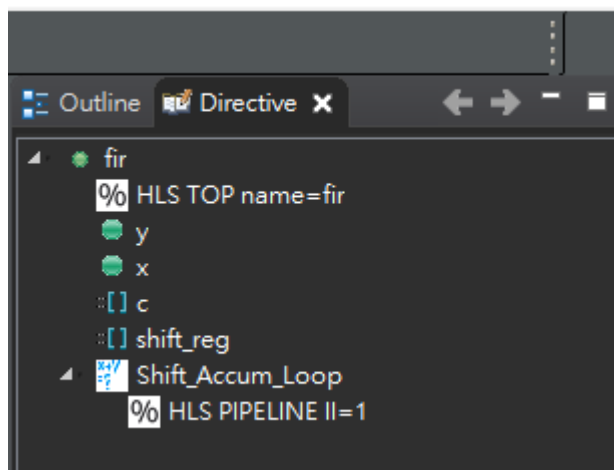 Outline Directive
fir
% HLS TOP name=fir
y
x
[] c
[] shift_reg
Shift_Accum_Loop
% HLS PIPELINE II=1